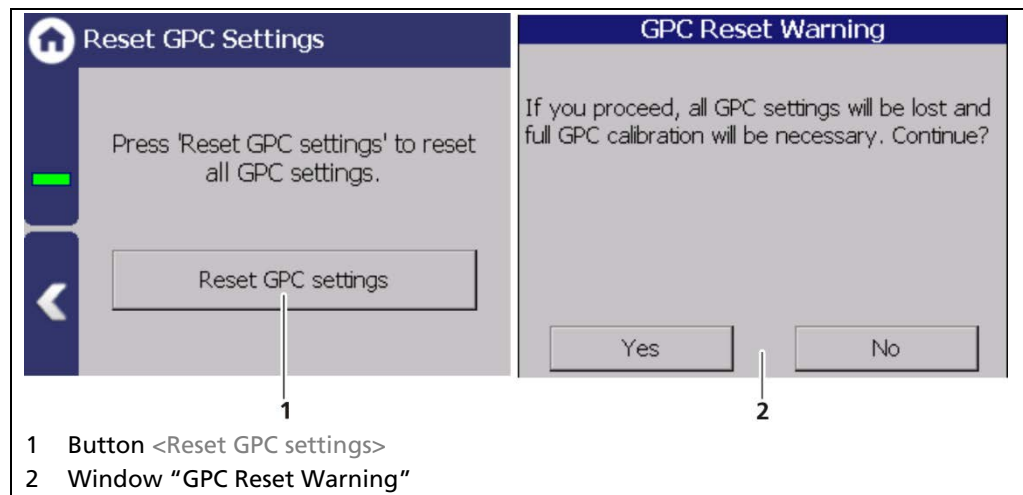 Reset GPC Settings
Press 'Reset GPC settings' to reset
all GPC settings.
Reset GPC settings
GPC Reset Warning
If you proceed, all GPC settings will be lost and
full GPC calibration will be necessary. Continue?
Yes
No
1
2
1 Button <Reset GPC settings>
2 Window “GPC Reset Warning”